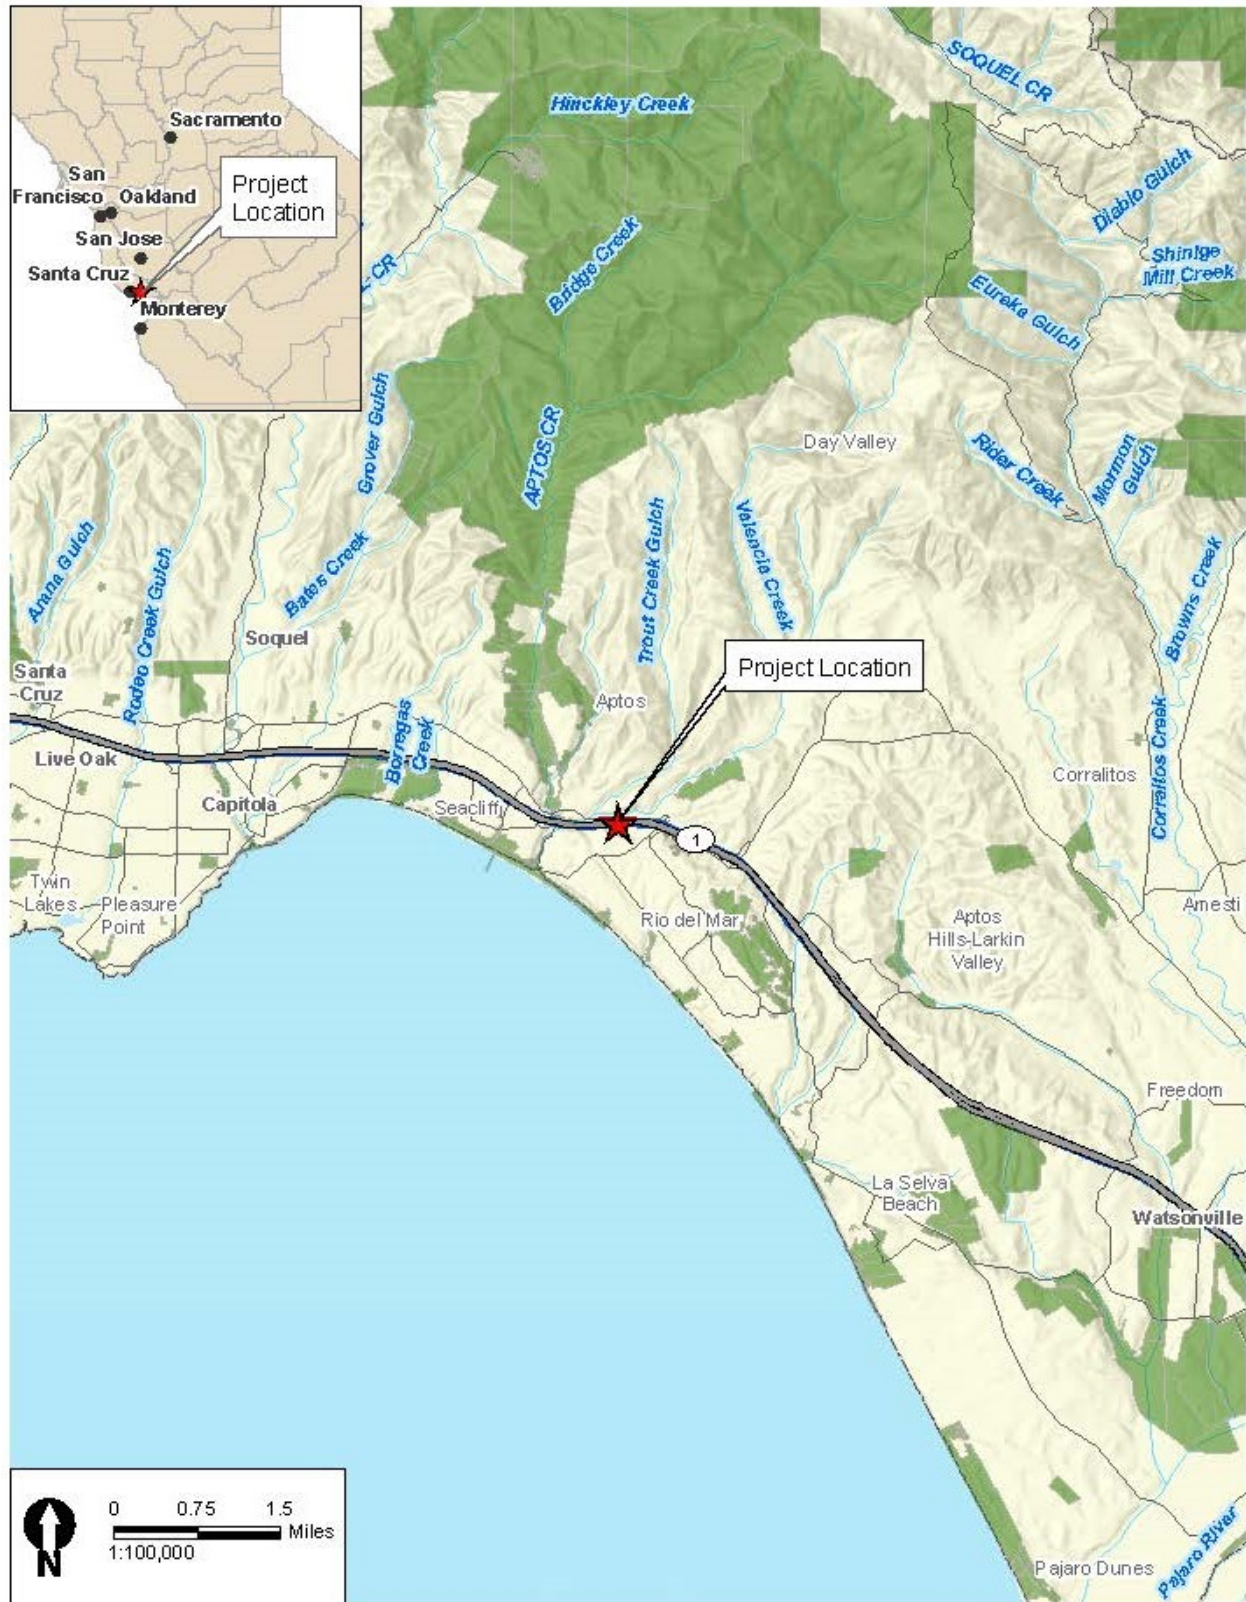 Sacramento
San
Francisco
Oakland
San Jose
Santa Cruz
Monterey
Project
Location
Hinckley Creek
SOQUEL CR
Diablo Gulch
Shinlge
Mill Creek
Eureka Gulch
Bridge Creek
CR
Grover Gulch
APTOS CR
Day Valley
Rider Creek
Mormon
Gulch
Arana Gulch
Rodeo Creek Gulch
Bates Creek
Trout Creek Gulch
Valencia Creek
Browns Creek
Soquel
Santa
Cruz
Project Location
Aptos
Borregas
Creek
Live Oak
Capitola
Seacliff
1
Corralitos
Corralitos Creek
Twin
Lakes
Pleasure
Point
Rio del Mar
Aptos
Hills-Larkin
Valley
Amesti
Freedom
La Selva
Beach
Watsonville
Pajaro Dunes
Pajaro River
0 0.75 1.5
Miles
1:100,000
N